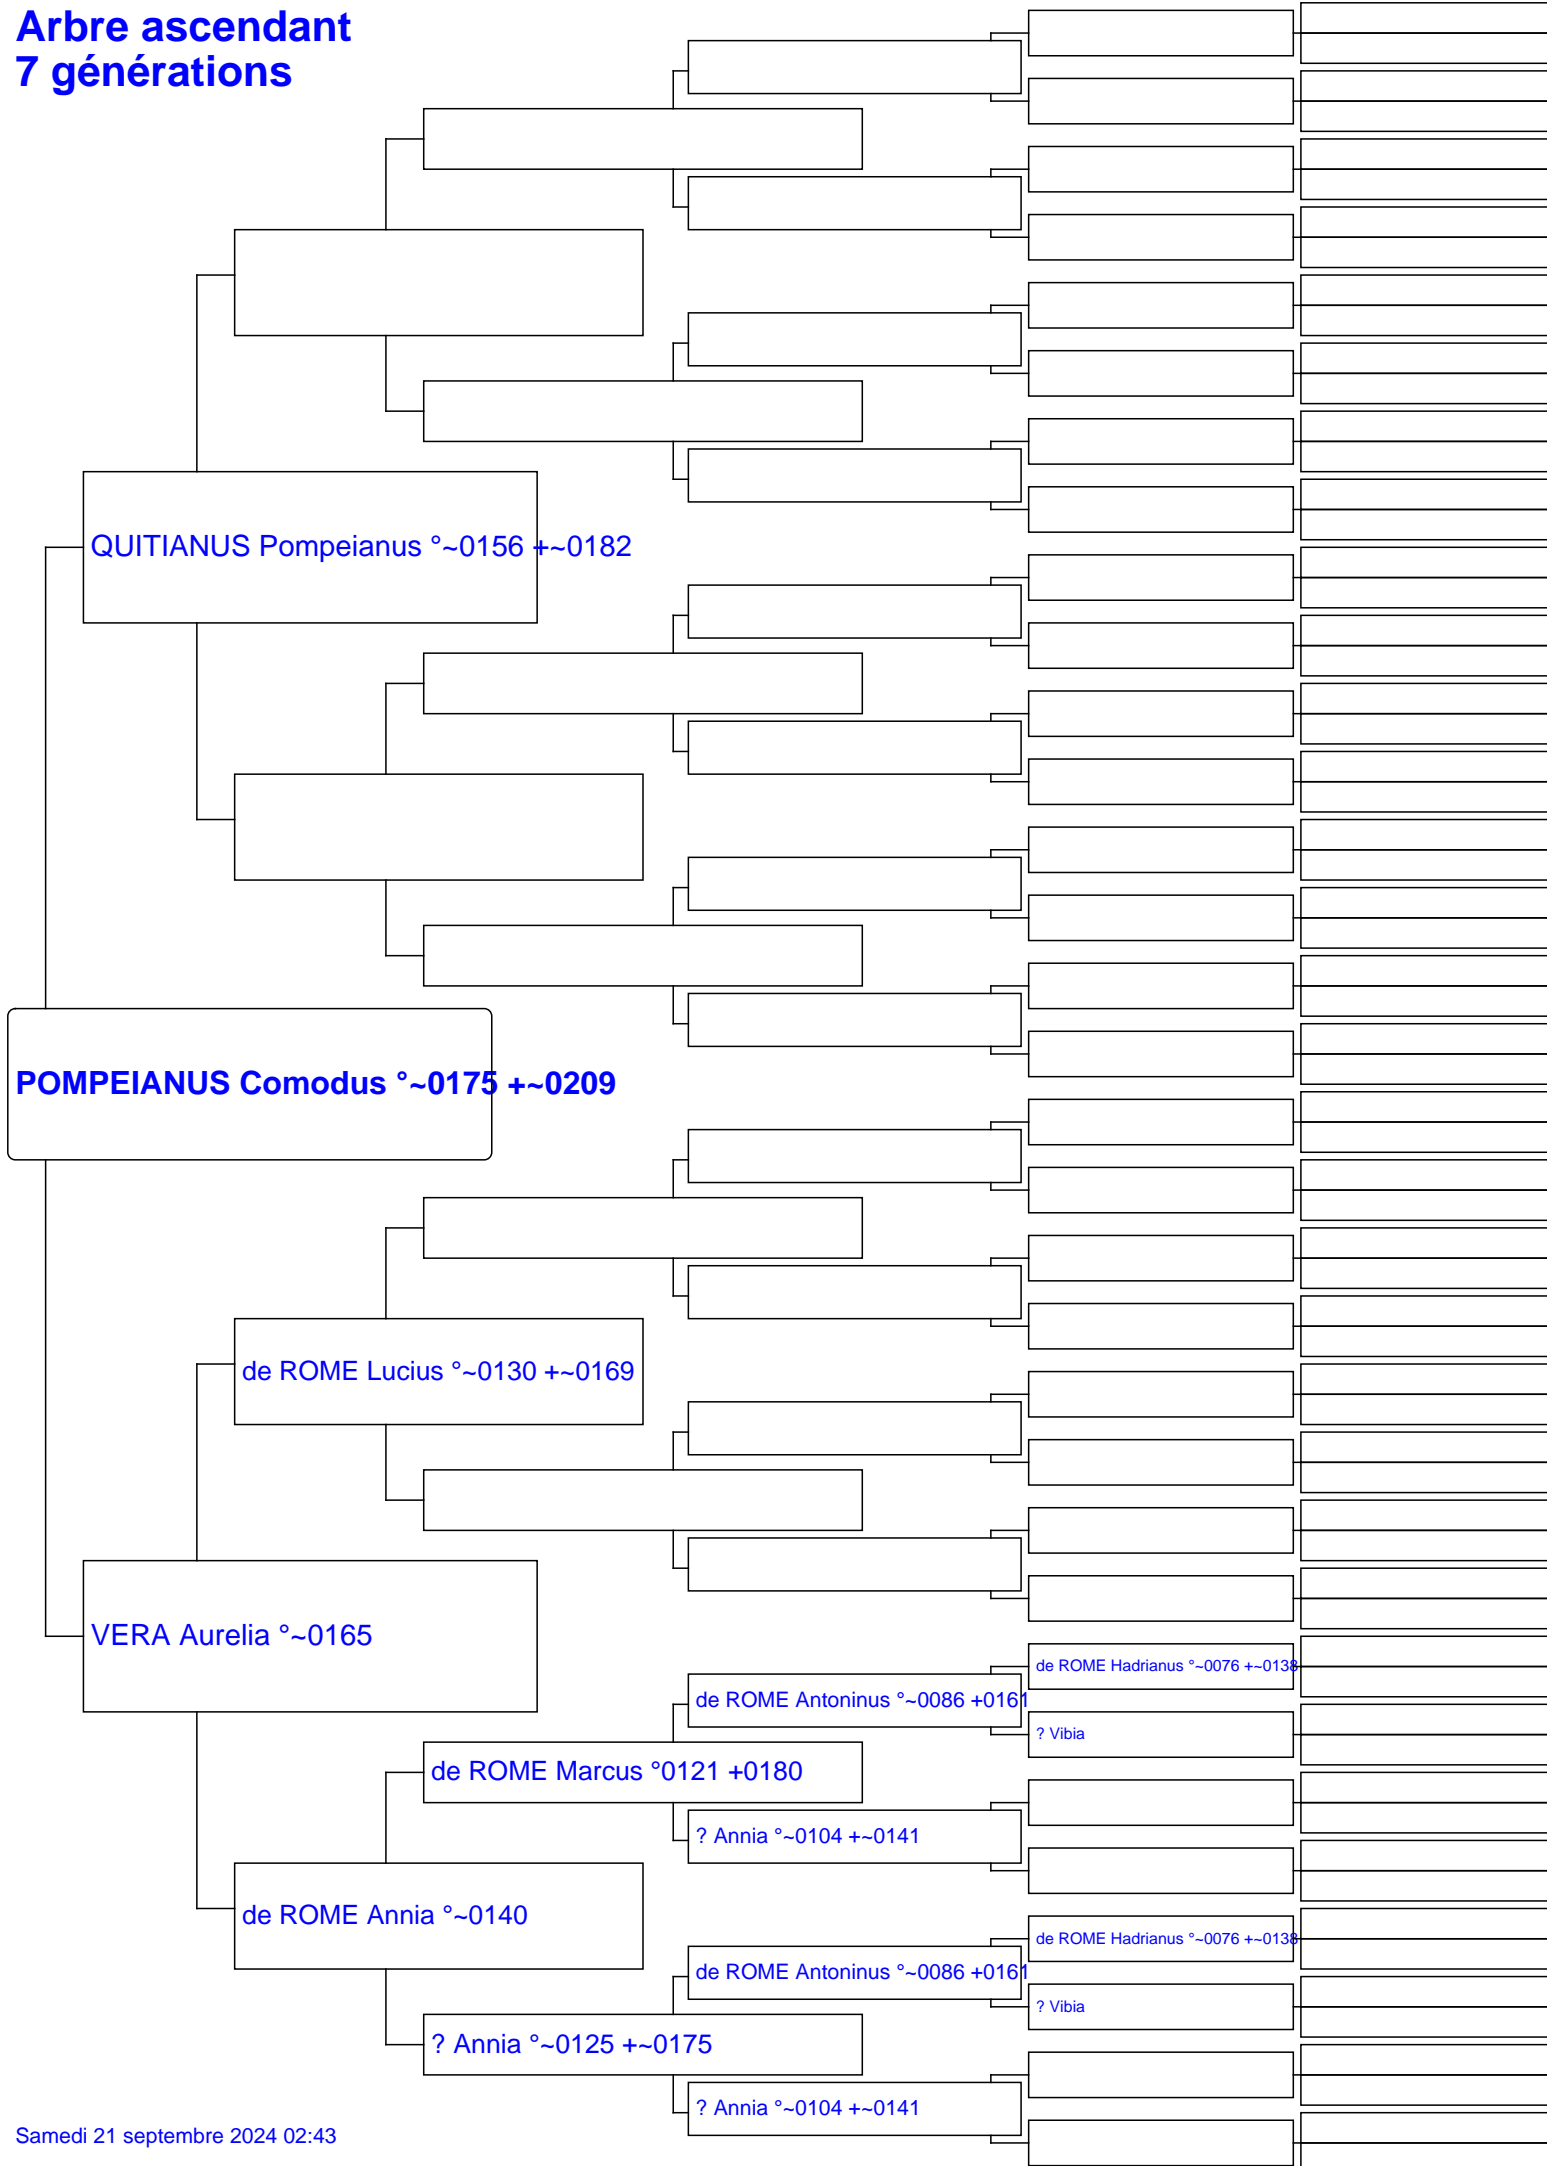 Arbre ascendant
7 générations
QUITIANUS Pompeianus °~0156 +~0182
POMPEIANUS Comodus °~0175 +~0209
de ROME Lucius °~0130 +~0169
VERA Aurelia °~0165
de ROME Hadrianus °~0076 +~0138
de ROME Antoninus °~0086 +0161
? Vibia
de ROME Marcus °0121 +0180
? Annia °~0104 +~0141
de ROME Annia °~0140
de ROME Hadrianus °~0076 +~0138
de ROME Antoninus °~0086 +0161
? Vibia
? Annia °~0125 +~0175
? Annia °~0104 +~0141
Samedi 21 septembre 2024 02:43